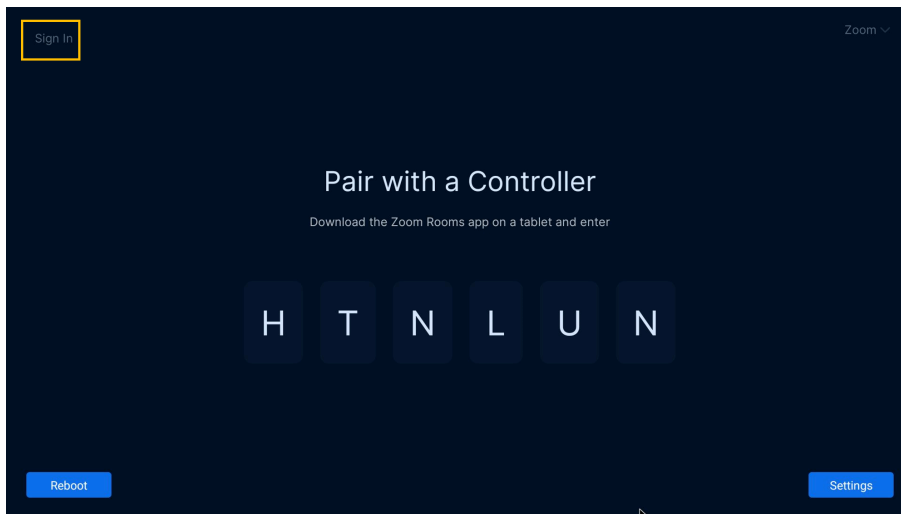 Sign In
Zoom
Pair with a Controller
Download the Zoom Rooms app on a tablet and enter
H T N L U N
Reboot
Settings